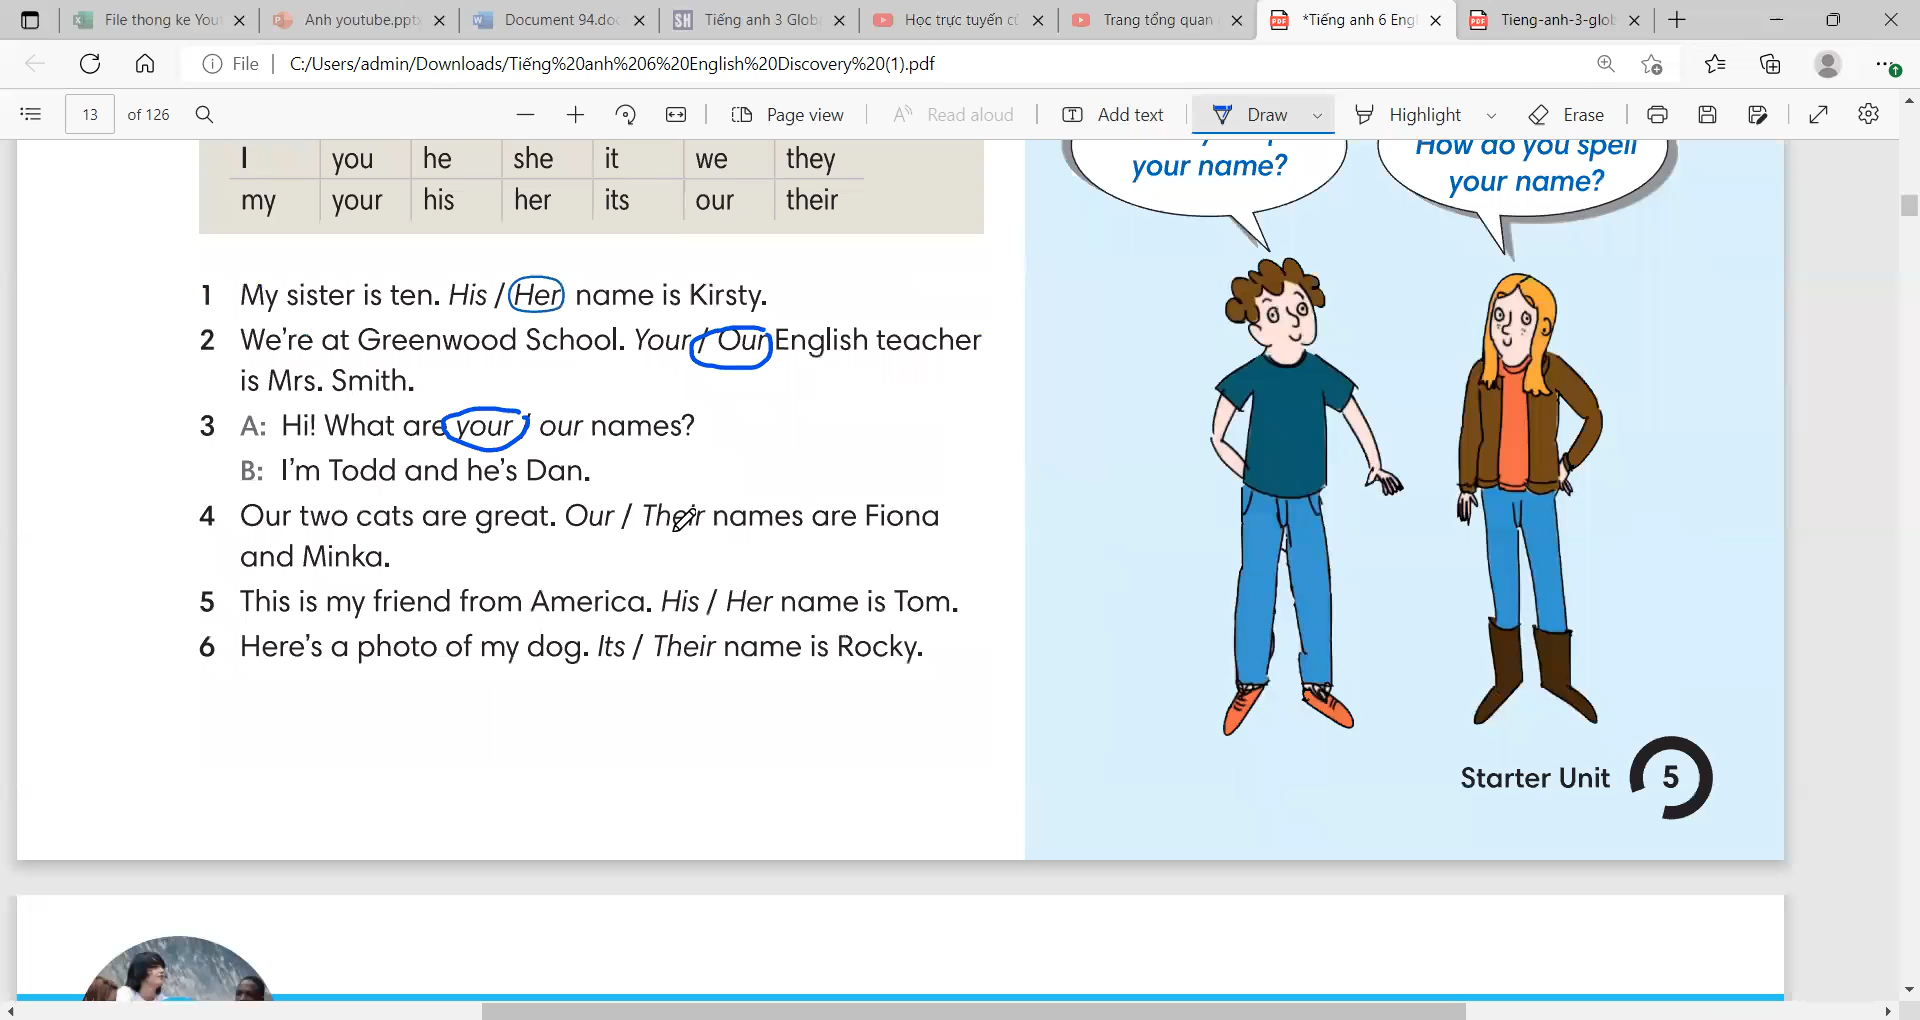 File thong ke You
Anh youtube.pptx
Document 94.doc
SH Tiếng anh 3 Glob
Học trực tuyến c
Trang tổng quan
PDF *Tiếng anh 6 Engl
PDF Tieng-anh-3-glob
File C:/Users/admin/Downloads/Tiếng%20anh%206%20English%20Discovery%20(1).pdf
13 of 126 Page view Read aloud Add text Draw Highlight Erase
I you he she it we they
my your his her its our their
your name?
How do you spell
your name?
1 My sister is ten. His / Her name is Kirsty.
2 We're at Greenwood School. Your / Our English teacher
is Mrs. Smith.
3 A: Hi! What are your / our names?
B: I'm Todd and he's Dan.
4 Our two cats are great. Our / Their names are Fiona
and Minka.
5 This is my friend from America. His / Her name is Tom.
6 Here's a photo of my dog. Its / Their name is Rocky.
Starter Unit 5